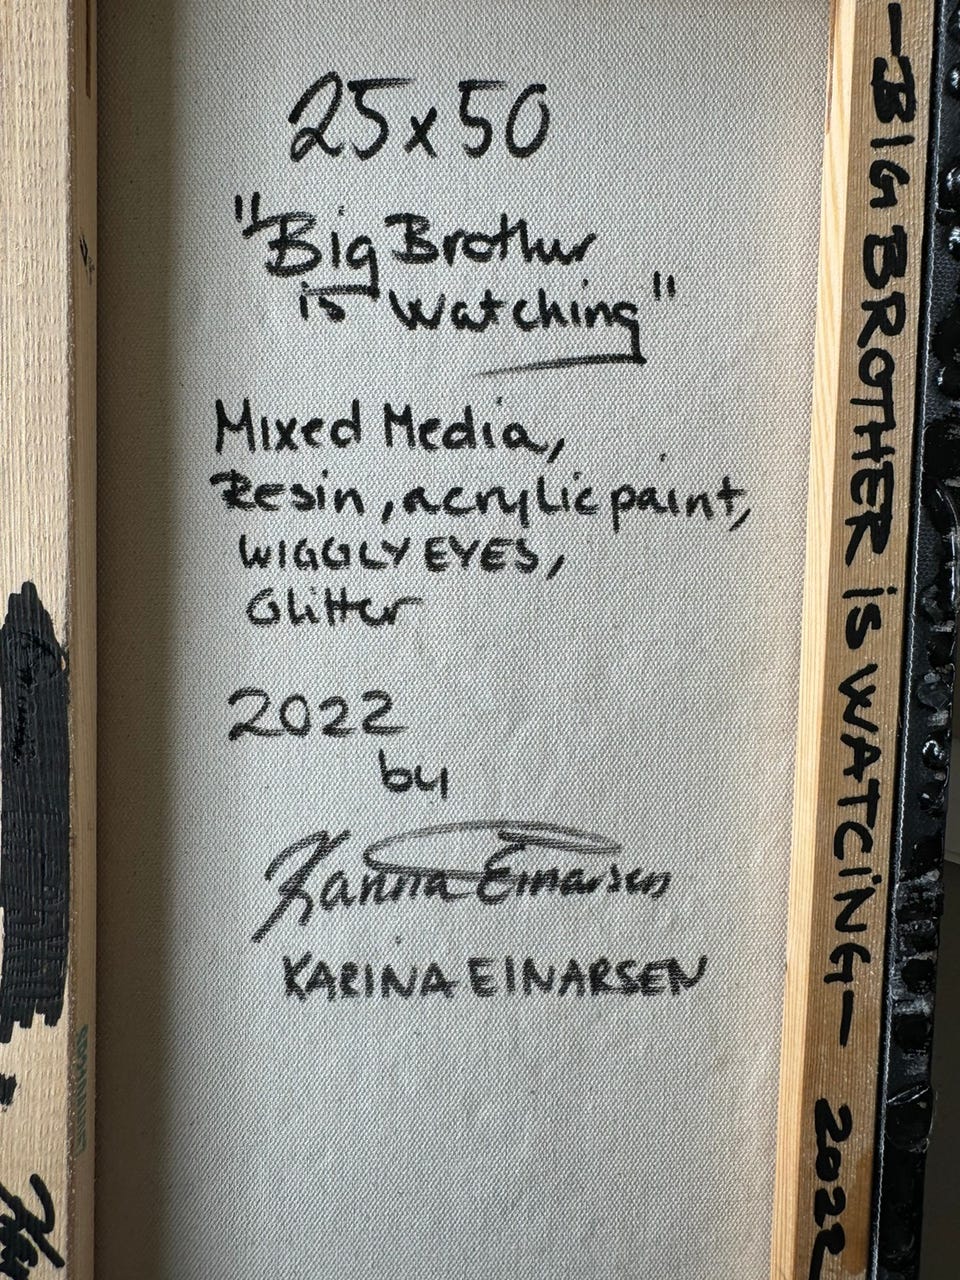 25x50
"Big Brother
is Watching"
Mixed Media,
Resin, acrylic paint,
WIGGLY EYES,
Glitter
2022
by
Karina Einarsen
KARINA EINARSEN
—BIG BROTHER iS WATCiNG— 2022